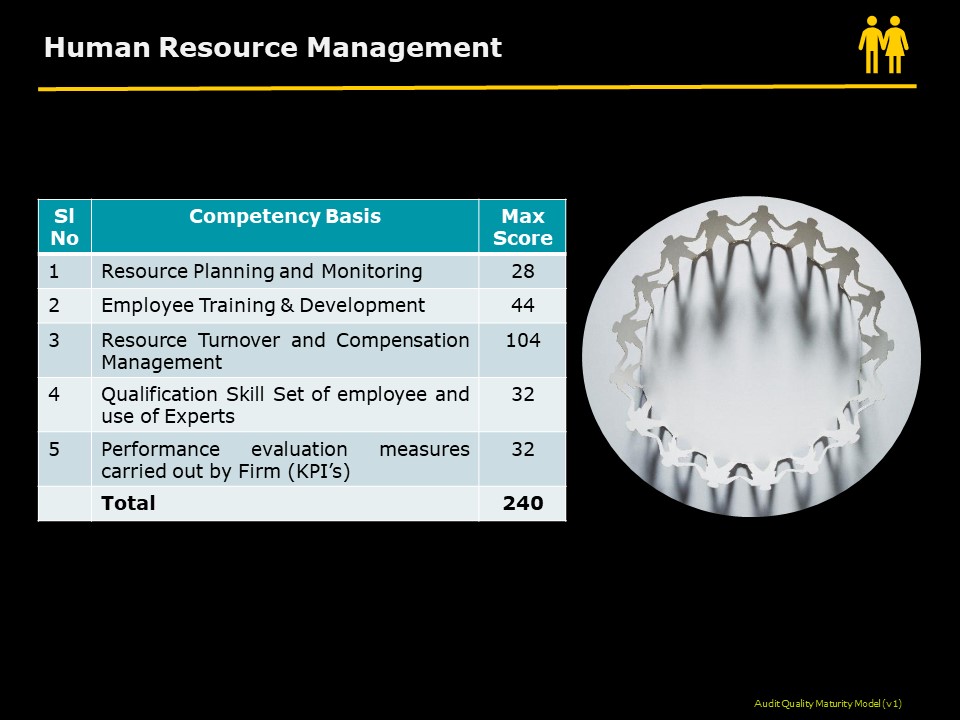 Human Resource Management
Sl No
Competency Basis
Max Score
1
Resource Planning and Monitoring
28
2
Employee Training & Development
44
3
Resource Turnover and Compensation
Management
104
4
Qualification Skill Set of employee and
use of Experts
32
5
Performance evaluation measures
carried out by Firm (KPI’s)
32
Total
240
Audit Quality Maturity Model (v 1)